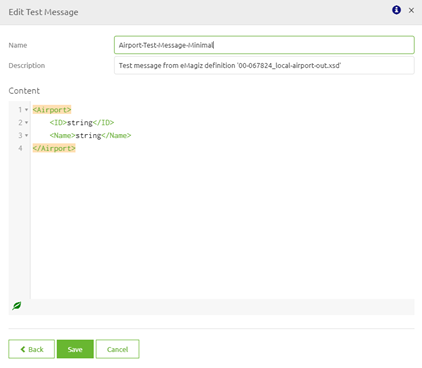 Edit Test Message
Name
Airport-Test-Message-Minimal
Description
Test message from eMagiz definition '00-067824_local-airport-out.xsd'
Content
1 <Airport>
2 <ID>string</ID>
3 <Name>string</Name>
4 </Airport>
Back
Save
Cancel